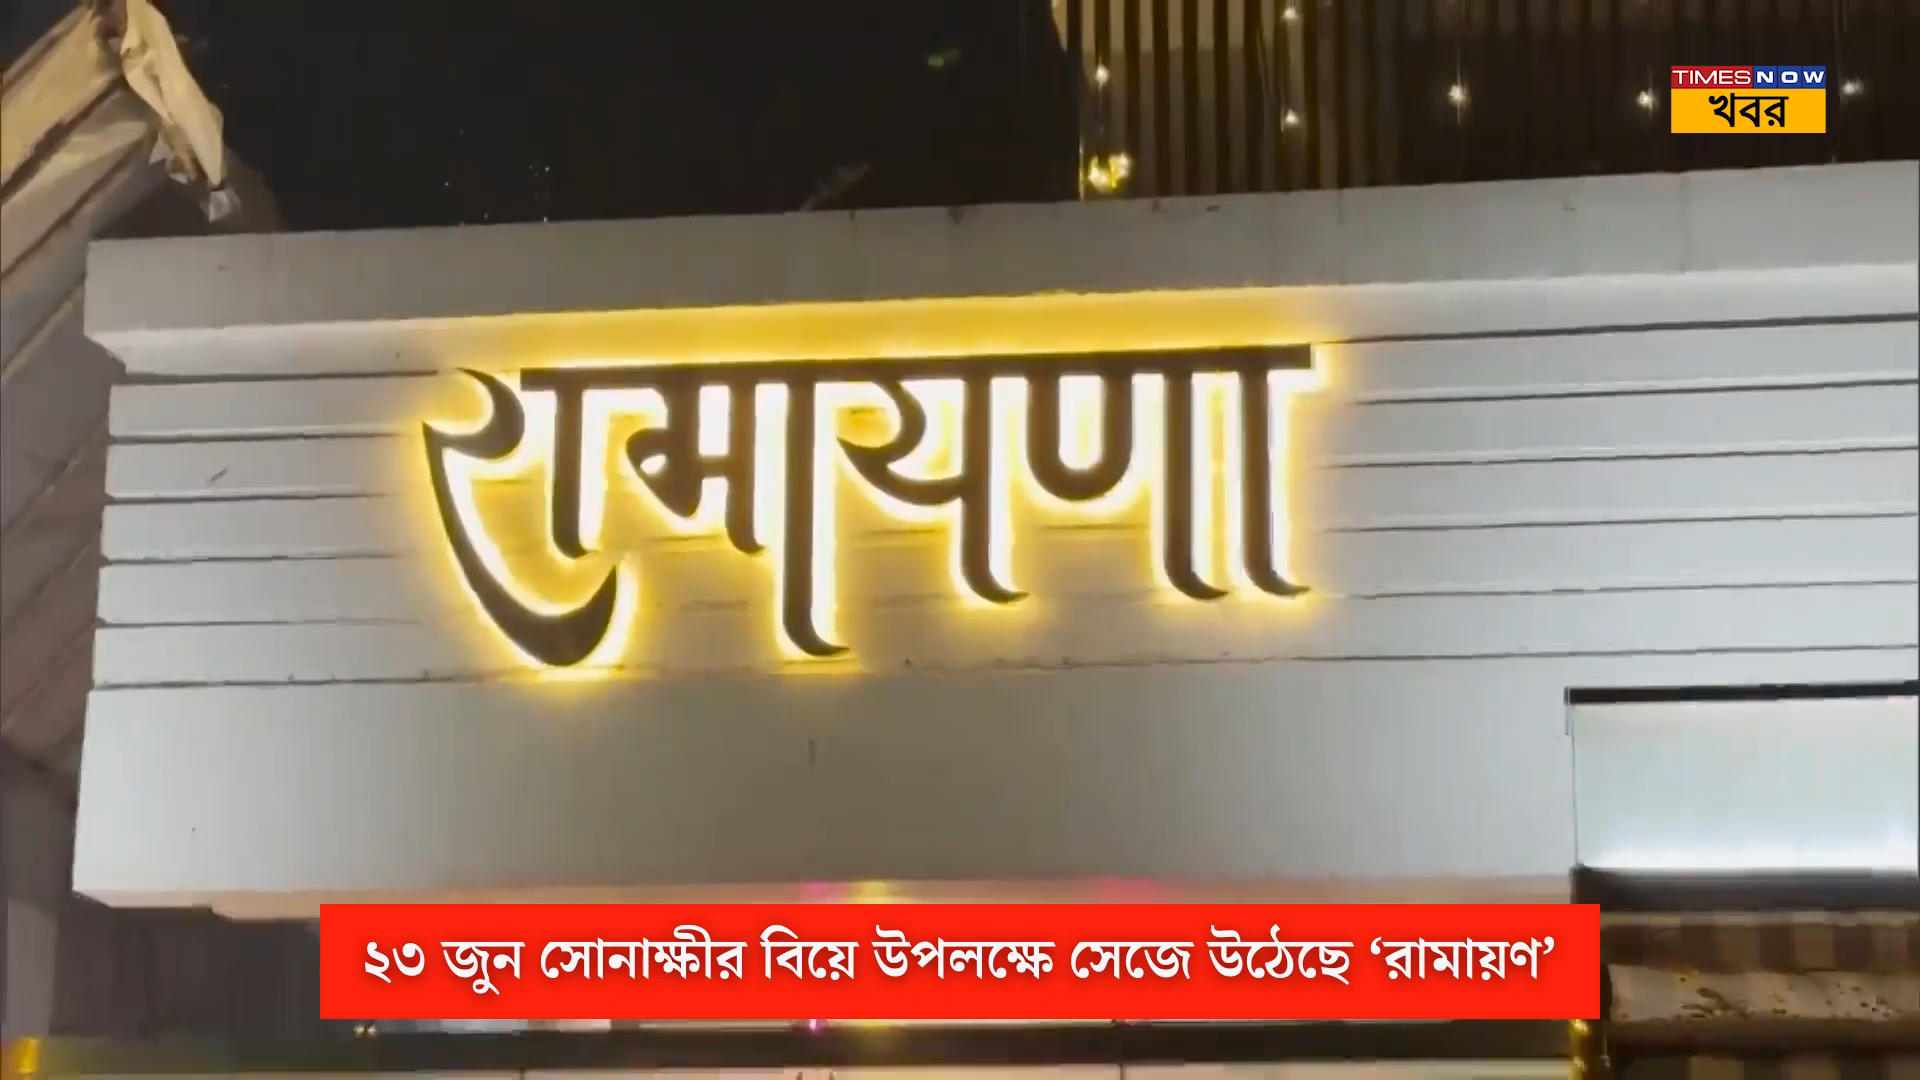 TIMES NOW
খবর
रामायणा
২৩ জুন সোনাক্ষীর বিয়ে উপলক্ষে সেজে উঠেছে ‘রামায়ণ’